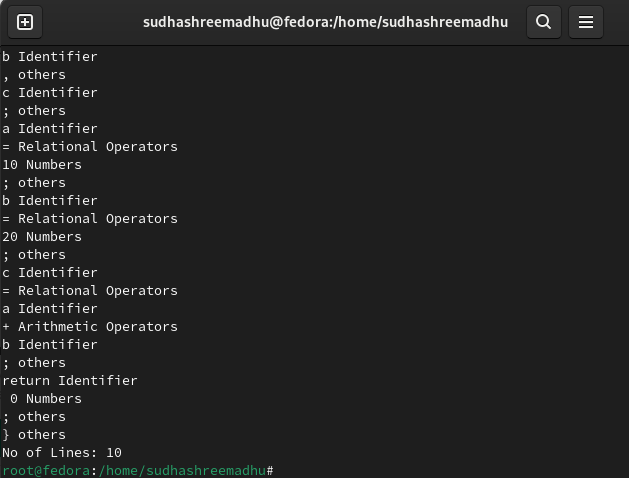 sudhashreemadhu@fedora:/home/sudhashreemadhu
b Identifier
, others
c Identifier
; others
a Identifier
= Relational Operators
10 Numbers
; others
b Identifier
= Relational Operators
20 Numbers
; others
c Identifier
= Relational Operators
a Identifier
+ Arithmetic Operators
b Identifier
; others
return Identifier
 0 Numbers
; others
} others
No of Lines: 10
root@fedora:/home/sudhashreemadhu#